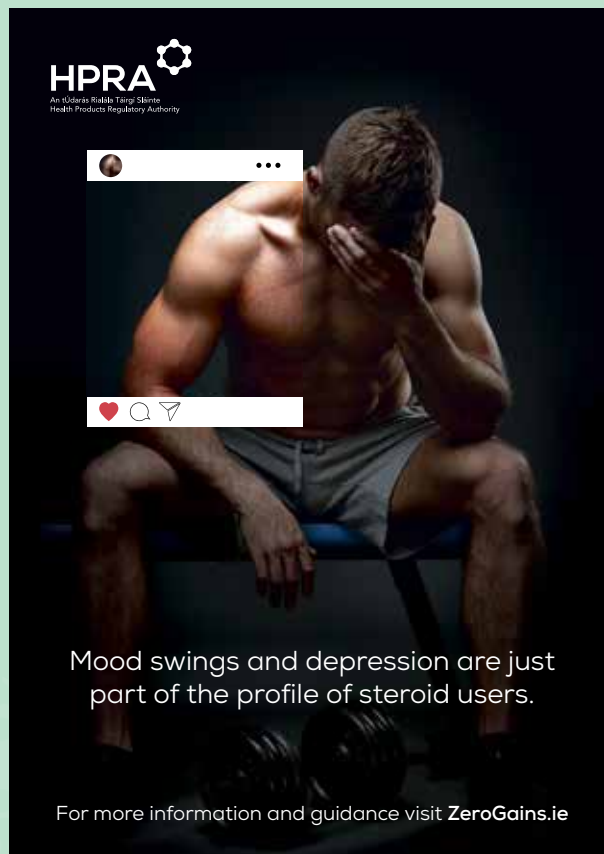 HPRA
An tÚdarás Rialála Táirgí Sláinte
Health Products Regulatory Authority
Mood swings and depression are just
part of the profile of steroid users.
For more information and guidance visit ZeroGains.ie